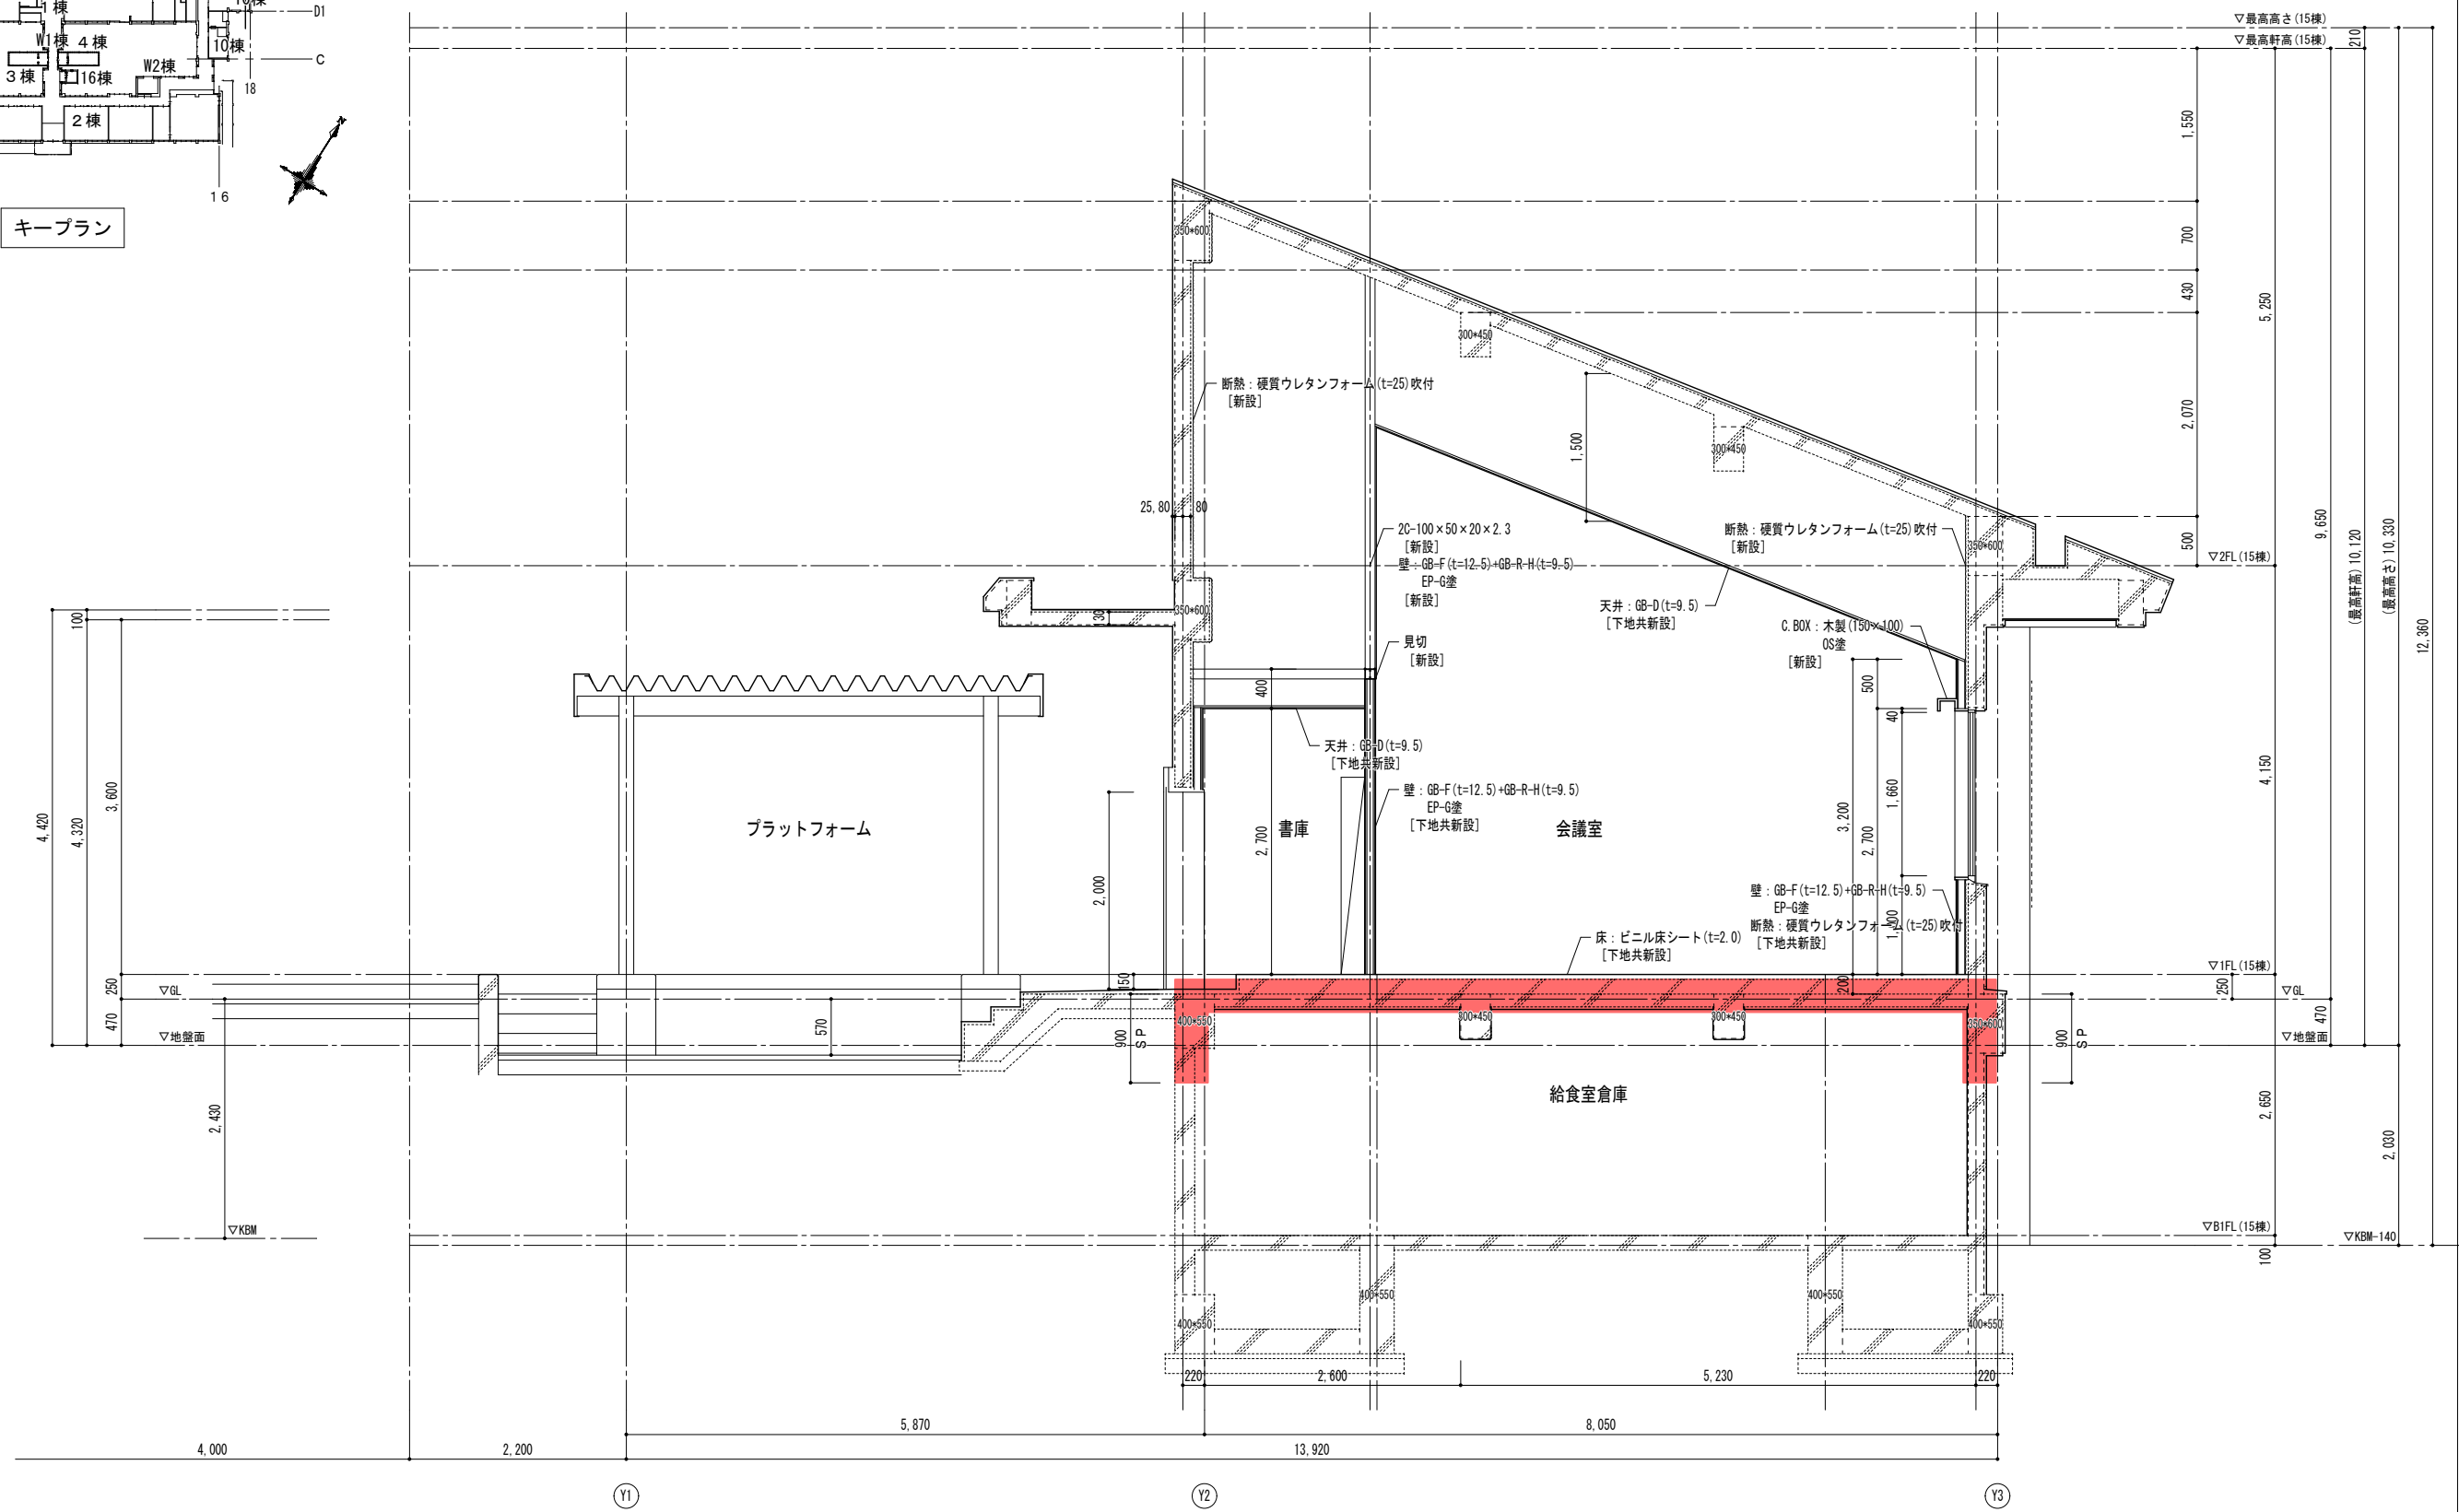 10棟
D1
1棟
W1棟
4棟
10棟
C
3棟
16棟
W2棟
18
2棟
N
16
キープラン
▽最高高さ(15棟)
▽最高軒高(15棟)
210
1,550
700
430
2,070
500
5,250
9,650
(最高軒高)10,120
(最高高さ)10,330
12,360
350*600
300*450
300*450
断熱：硬質ウレタンフォーム(t=25)吹付
[新設]
1,500
25,80
80
2C-100×50×20×2.3
[新設]
壁：GB-F(t=12.5)+GB-R-H(t=9.5)
EP-G塗
[新設]
断熱：硬質ウレタンフォーム(t=25)吹付
[新設]
350*600
▽2FL(15棟)
天井：GB-D(t=9.5)
[下地共新設]
C.BOX：木製(150×100)
OS塗
[新設]
350*600
130
見切
[新設]
100
400
500
40
天井：GB-D(t=9.5)
[下地共新設]
3,600
4,320
4,420
プラットフォーム
書庫
会議室
壁：GB-F(t=12.5)+GB-R-H(t=9.5)
EP-G塗
[下地共新設]
2,000
2,700
3,200
2,700
1,660
4,150
壁：GB-F(t=12.5)+GB-R-H(t=9.5)
EP-G塗
断熱：硬質ウレタンフォーム(t=25)吹付
[下地共新設]
床：ビニル床シート(t=2.0)
[下地共新設]
▽1FL(15棟)
250
▽GL
150
200
250
▽GL
470
▽地盤面
570
900
SP
400*550
300*450
300*450
350*600
900
SP
470
▽地盤面
給食室倉庫
2,430
2,650
2,030
▽KBM
▽B1FL(15棟)
▽KBM-140
100
400*550
400*550
400*550
400*550
220
2,600
5,230
220
5,870
8,050
4,000
2,200
13,920
Y1
Y2
Y3